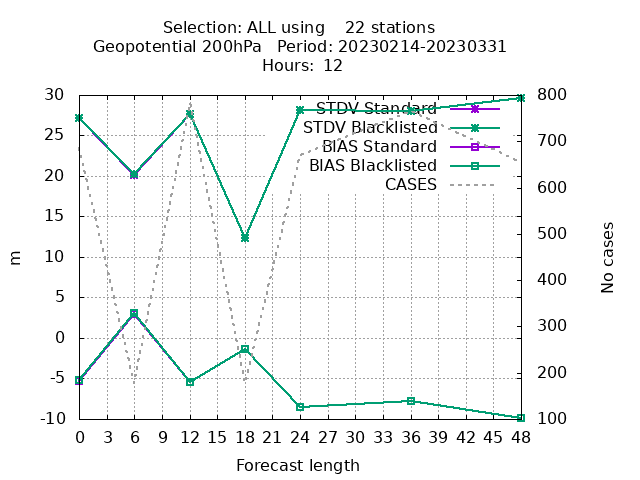 Selection: ALL using    22 stations
Geopotential 200hPa   Period: 20230214-20230331
Hours:  12
30
25
20
15
10
5
0
-5
-10
m
800
700
600
500
400
300
200
100
No cases
STDV Standard
STDV Blacklisted
BIAS Standard
BIAS Blacklisted
CASES
0 3 6 9 12 15 18 21 24 27 30 33 36 39 42 45 48
Forecast length